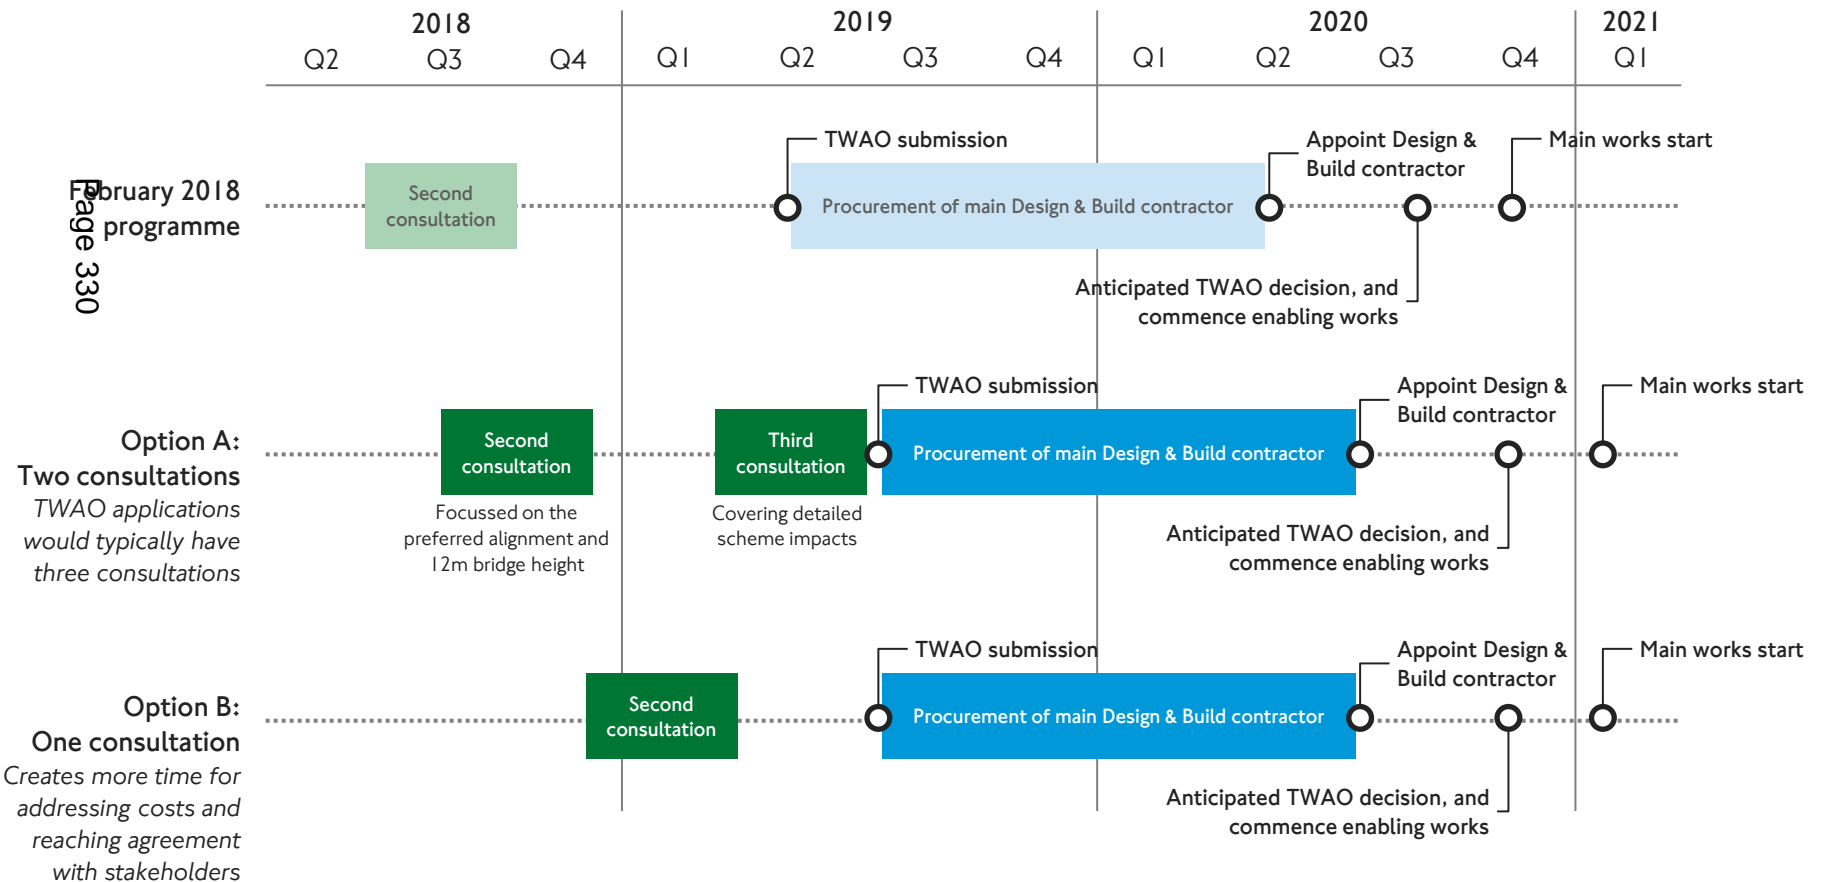 2018
2019
2020
2021
Q2
Q3
Q4
Q1
Q2
Q3
Q4
Q1
Q2
Q3
Q4
Q1
February 2018
programme
Page 330
Second
consultation
TWAO submission
Procurement of main Design & Build contractor
Appoint Design &
Build contractor
Main works start
Anticipated TWAO decision, and
commence enabling works
Option A:
Two consultations
TWAO applications
would typically have
three consultations
Second
consultation
Focussed on the
preferred alignment and
12m bridge height
Third
consultation
Covering detailed
scheme impacts
TWAO submission
Procurement of main Design & Build contractor
Appoint Design &
Build contractor
Main works start
Anticipated TWAO decision, and
commence enabling works
Option B:
One consultation
Creates more time for
addressing costs and
reaching agreement
with stakeholders
Second
consultation
TWAO submission
Procurement of main Design & Build contractor
Appoint Design &
Build contractor
Main works start
Anticipated TWAO decision, and
commence enabling works